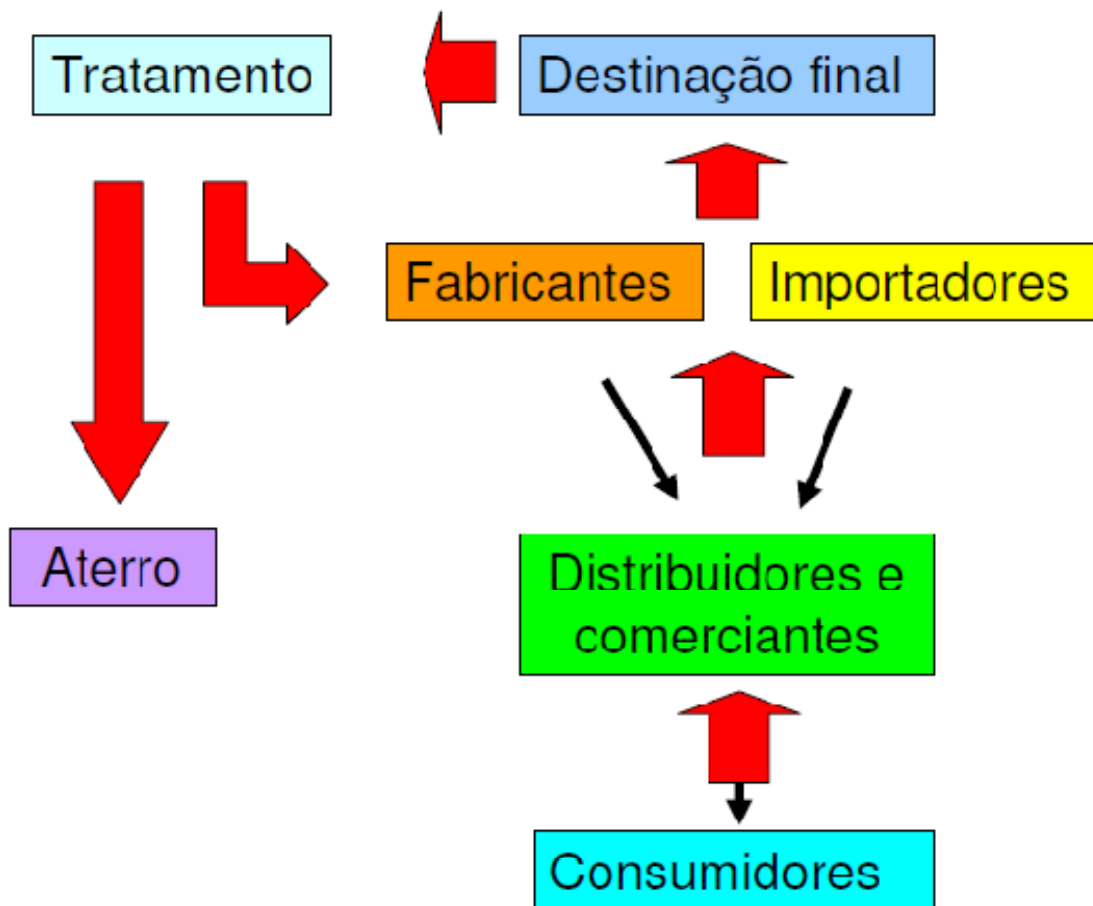 Tratamento
Destinação final
Fabricantes
Importadores
Aterro
Distribuidores e
comerciantes
Consumidores